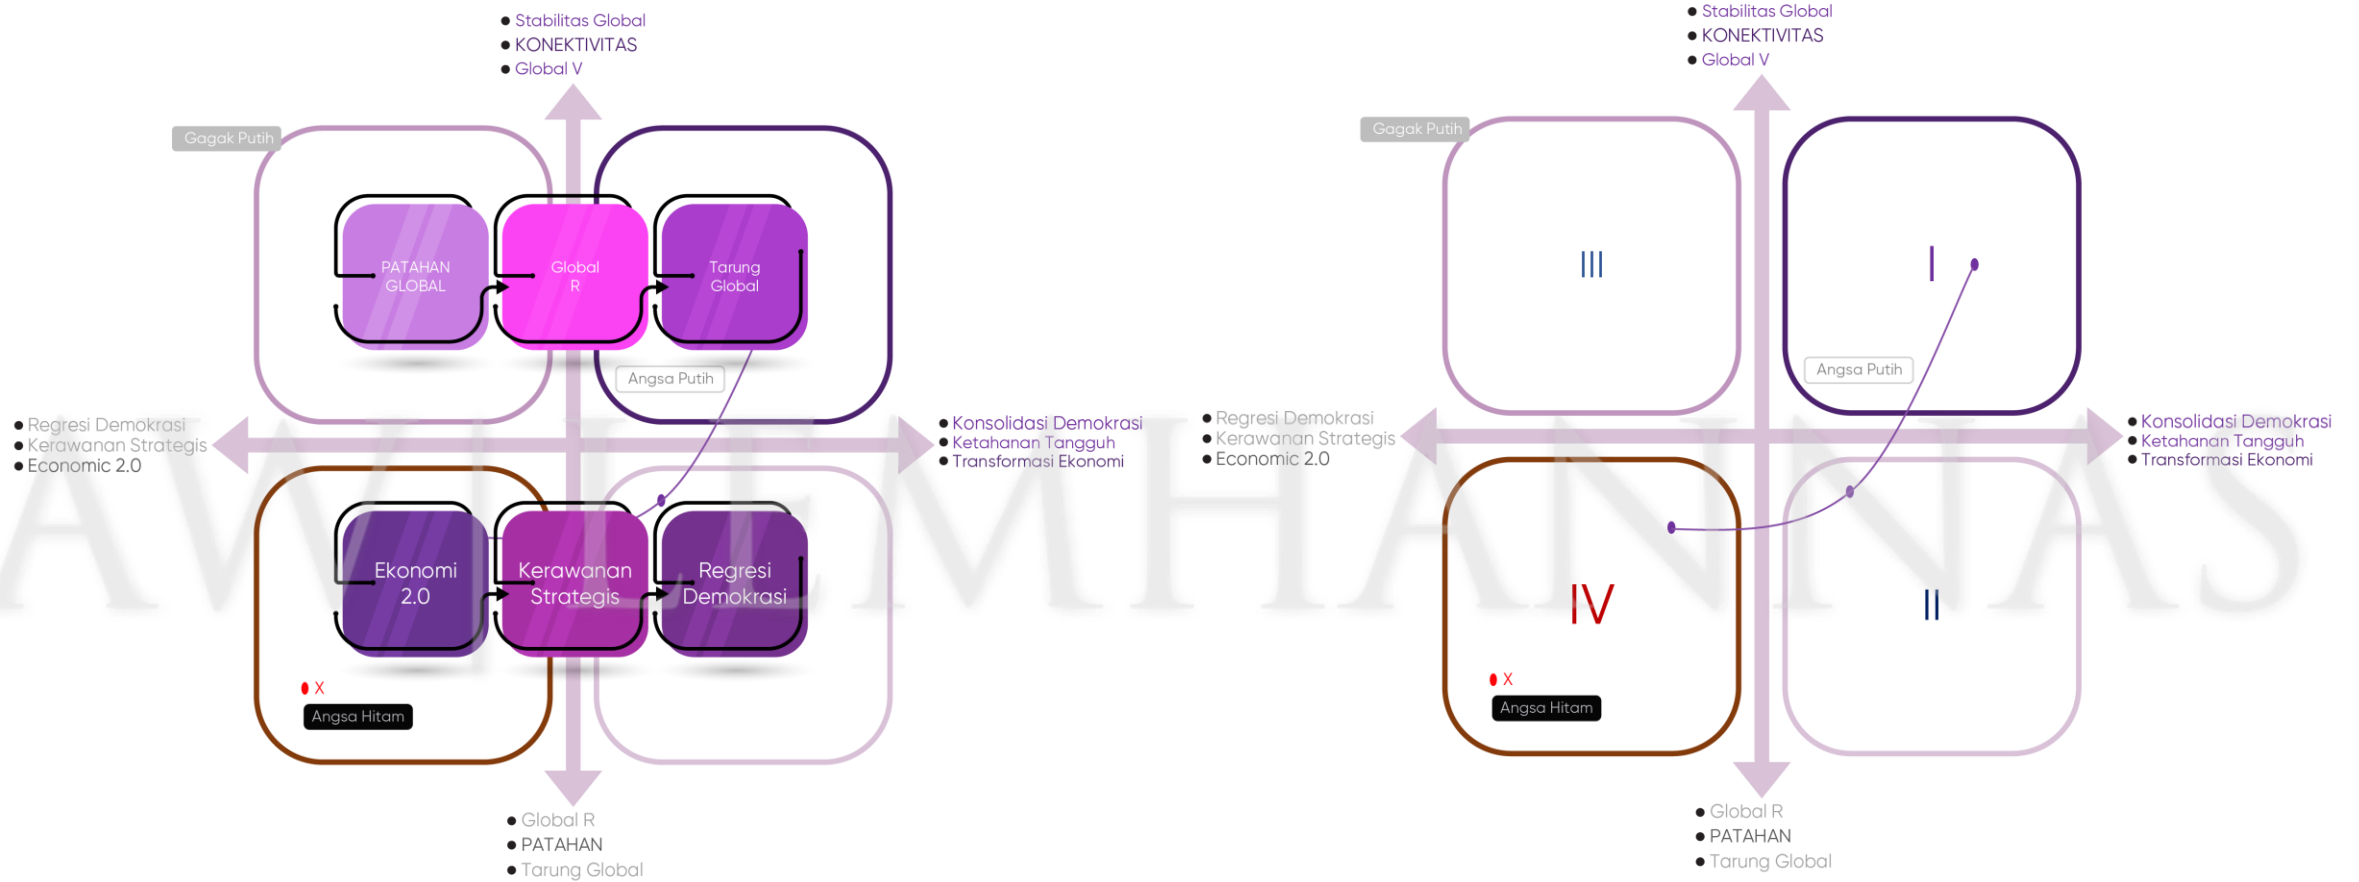 Stabilitas Global
KONEKTIVITAS
Global V
Gagak Putih
PATAHAN
GLOBAL
Global
R
Tarung
Global
Angsa Putih
Regresi Demokrasi
Kerawanan Strategis
Economic 2.0
Konsolidasi Demokrasi
Ketahanan Tangguh
Transformasi Ekonomi
Ekonomi
2.0
Kerawanan
Strategis
Regresi
Demokrasi
X
Angsa Hitam
Global R
PATAHAN
Tarung Global
Stabilitas Global
KONEKTIVITAS
Global V
Gagak Putih
III
I
Angsa Putih
Regresi Demokrasi
Kerawanan Strategis
Economic 2.0
Konsolidasi Demokrasi
Ketahanan Tangguh
Transformasi Ekonomi
IV
II
X
Angsa Hitam
Global R
PATAHAN
Tarung Global
LEMHANNAS